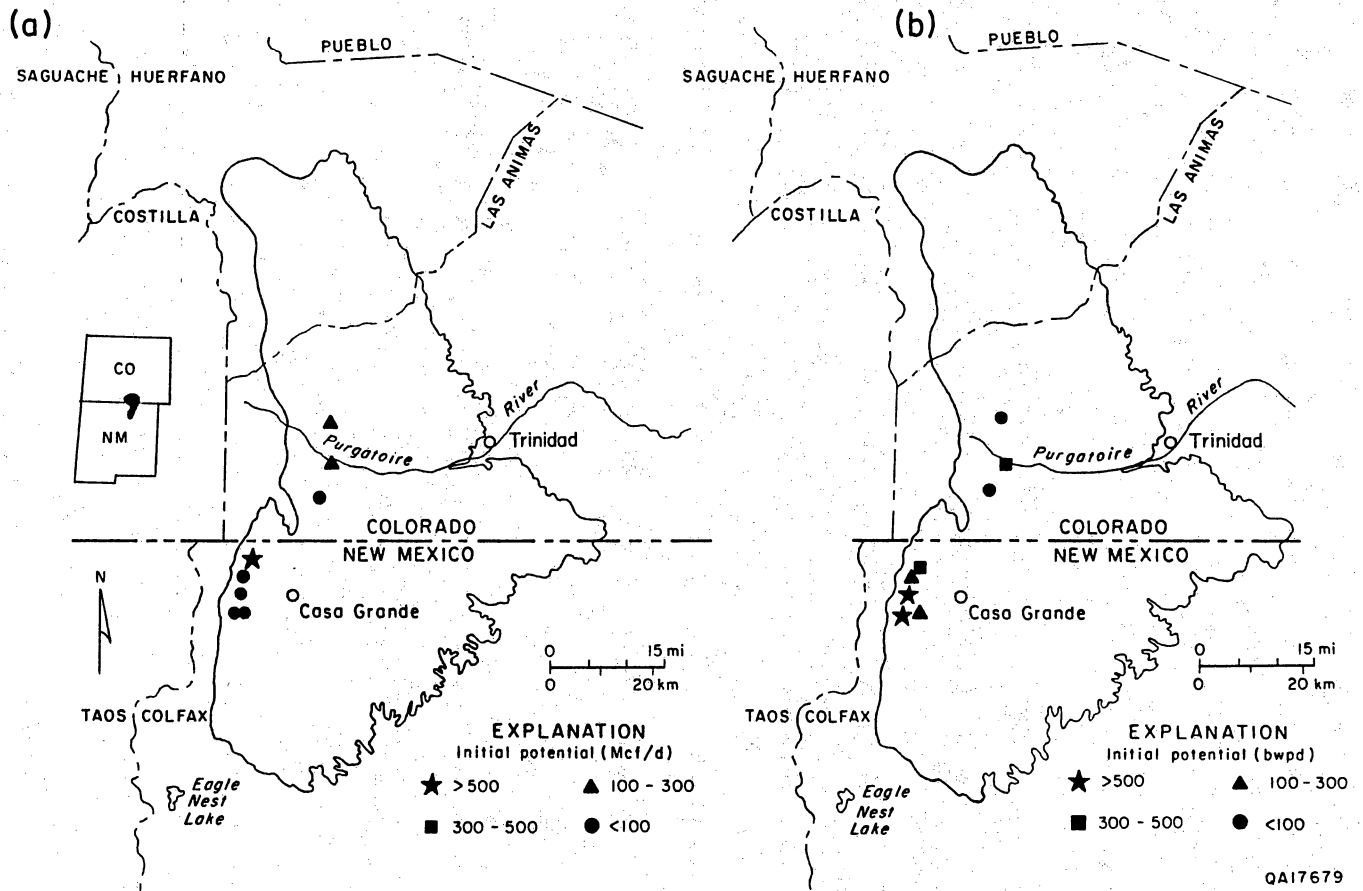 (a)
PUEBLO
SAGUACHE HUERFANO
LAS ANIMAS
COSTILLA
CO
NM
River
Purgatoire
Trinidad
COLORADO
NEW MEXICO
N
Casa Grande
0 15 mi
0 20 km
TAOS COLFAX
EXPLANATION
Initial potential (Mcf/d)
>500 100 - 300
300 - 500 <100
Eagle
Nest
Lake
(b)
PUEBLO
SAGUACHE HUERFANO
LAS ANIMAS
COSTILLA
River
Purgatoire
Trinidad
COLORADO
NEW MEXICO
Casa Grande
0 15 mi
0 20 km
TAOS COLFAX
EXPLANATION
Initial potential (bwpd)
>500 100 - 300
300 - 500 <100
Eagle
Nest
Lake
QA17679